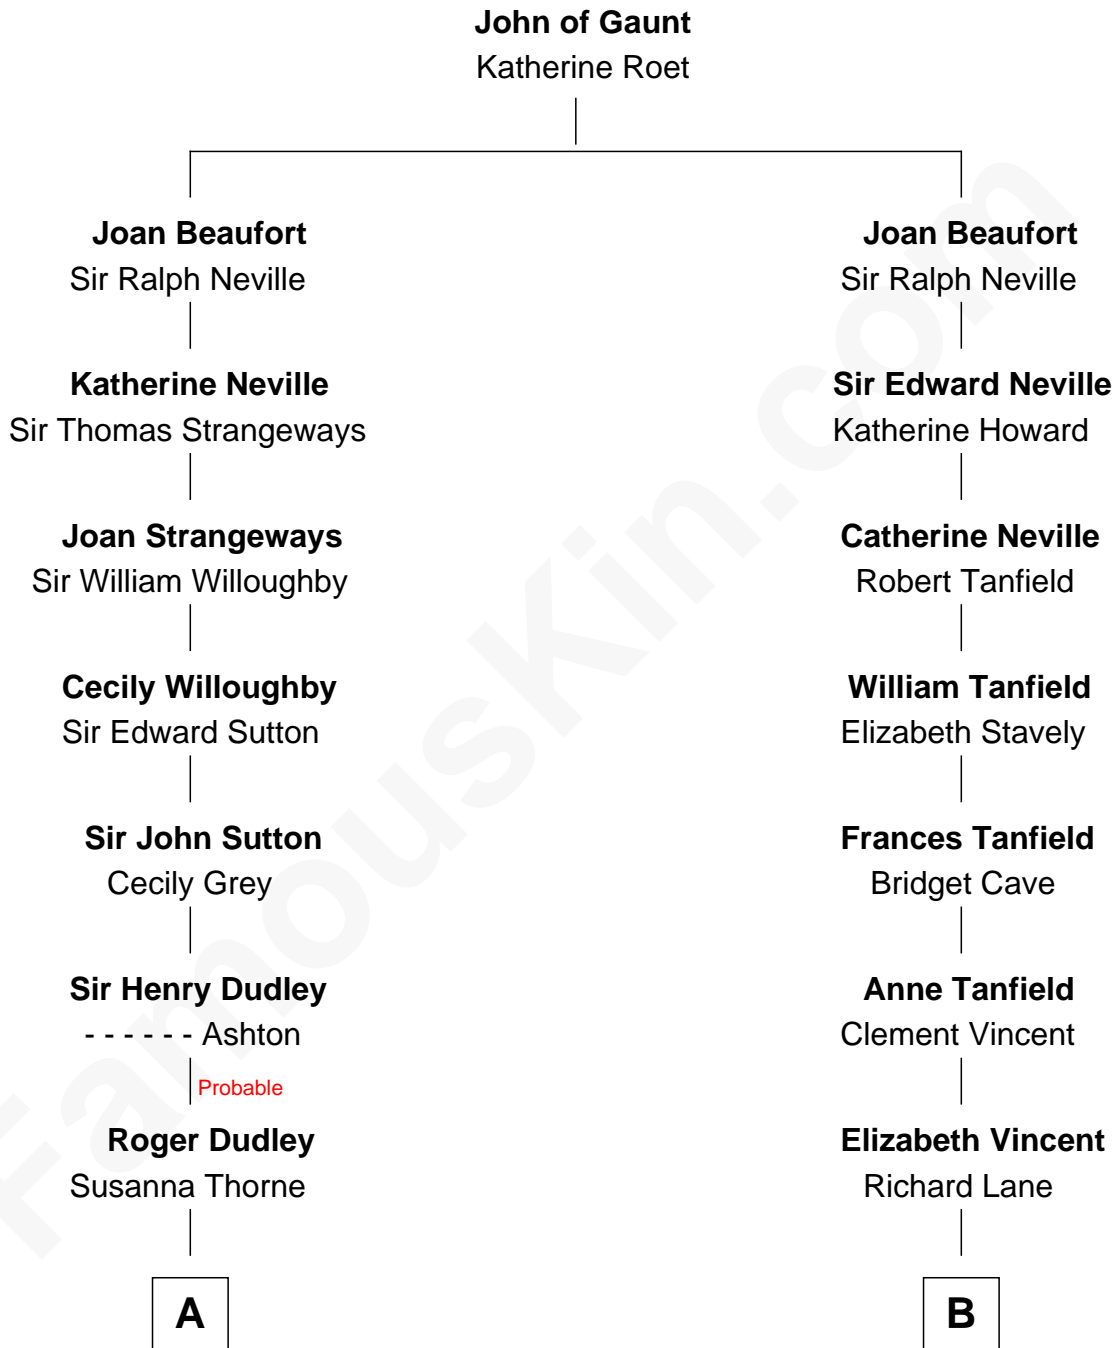 John of Gaunt
Katherine Roet
Joan Beaufort
Sir Ralph Neville
Katherine Neville
Sir Thomas Strangeways
Joan Strangeways
Sir William Willoughby
Cecily Willoughby
Sir Edward Sutton
Sir John Sutton
Cecily Grey
Sir Henry Dudley
- - - - - - Ashton
Probable
Roger Dudley
Susanna Thorne
A
Joan Beaufort
Sir Ralph Neville
Sir Edward Neville
Katherine Howard
Catherine Neville
Robert Tanfield
William Tanfield
Elizabeth Stavely
Frances Tanfield
Bridget Cave
Anne Tanfield
Clement Vincent
Elizabeth Vincent
Richard Lane
B
FamousKin.com